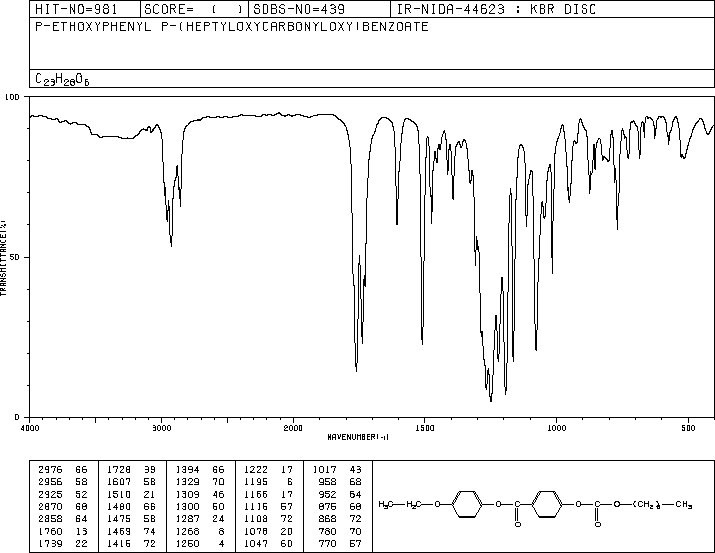 HIT-NO=981 SCORE= ( ) SDBS-NO=439 IR-NIDA-44623 : KBR DISC
P-ETHOXYPHENYL P-(HEPTYLOXYCARBONYLOXY)BENZOATE
C23H28O6
100
50
0
TRANSMITTANCE(%)
4000 3000 2000 1500 1000 500
WAVENUMBER(-1)
2976 66 1728 39 1394 66 1222 17 1017 43
2956 58 1607 58 1329 70 1195 6 958 68
2925 52 1510 21 1309 46 1166 17 952 64
2870 68 1480 66 1300 60 1116 57 875 68
2858 64 1475 58 1287 24 1108 72 868 72
1760 13 1469 74 1268 8 1078 20 780 70
1739 22 1416 72 1250 4 1047 60 770 57
H3C H2C O O C O C O O (CH2)6 CH3
O O